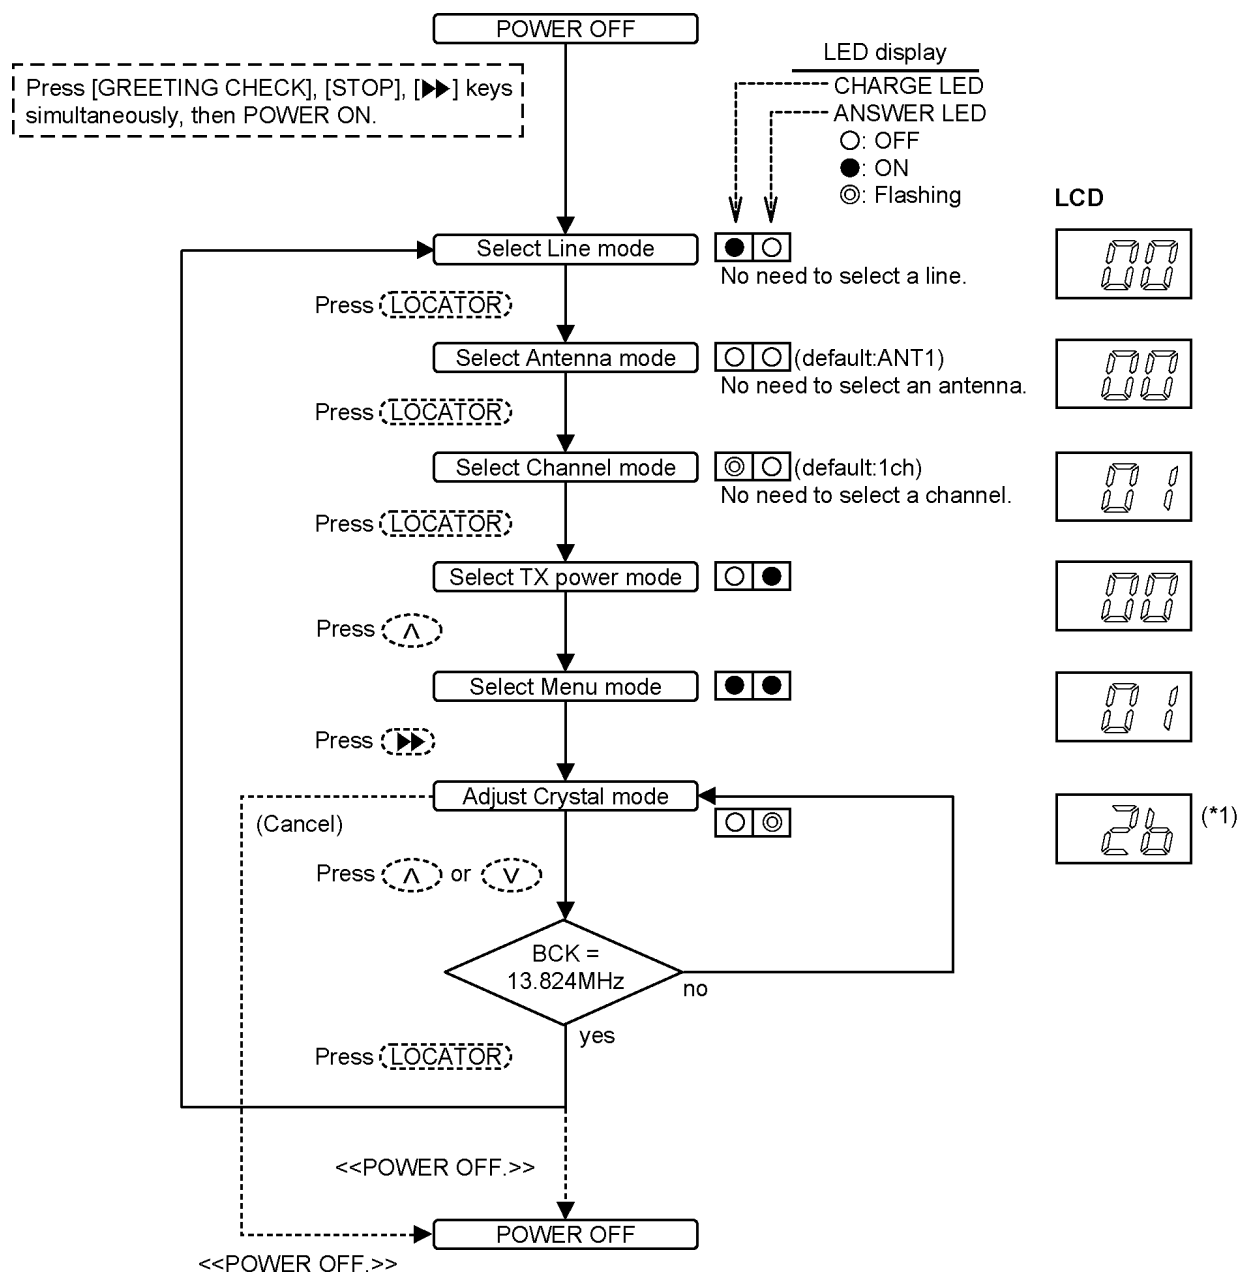 POWER OFF
Press [GREETING CHECK], [STOP], [▶▶] keys
simultaneously, then POWER ON.
LED display
CHARGE LED
ANSWER LED
○: OFF
●: ON
◎: Flashing
LCD
Select Line mode
No need to select a line.
00
Press (LOCATOR)
Select Antenna mode
(default:ANT1)
No need to select an antenna.
00
Press (LOCATOR)
Select Channel mode
(default:1ch)
No need to select a channel.
01
Press (LOCATOR)
Select TX power mode
00
Press Λ
Select Menu mode
01
Press ▶▶
Adjust Crystal mode
26 (*1)
(Cancel)
Press Λ or V
BCK =
13.824MHz
no
yes
Press (LOCATOR)
<<POWER OFF.>>
POWER OFF
<<POWER OFF.>>